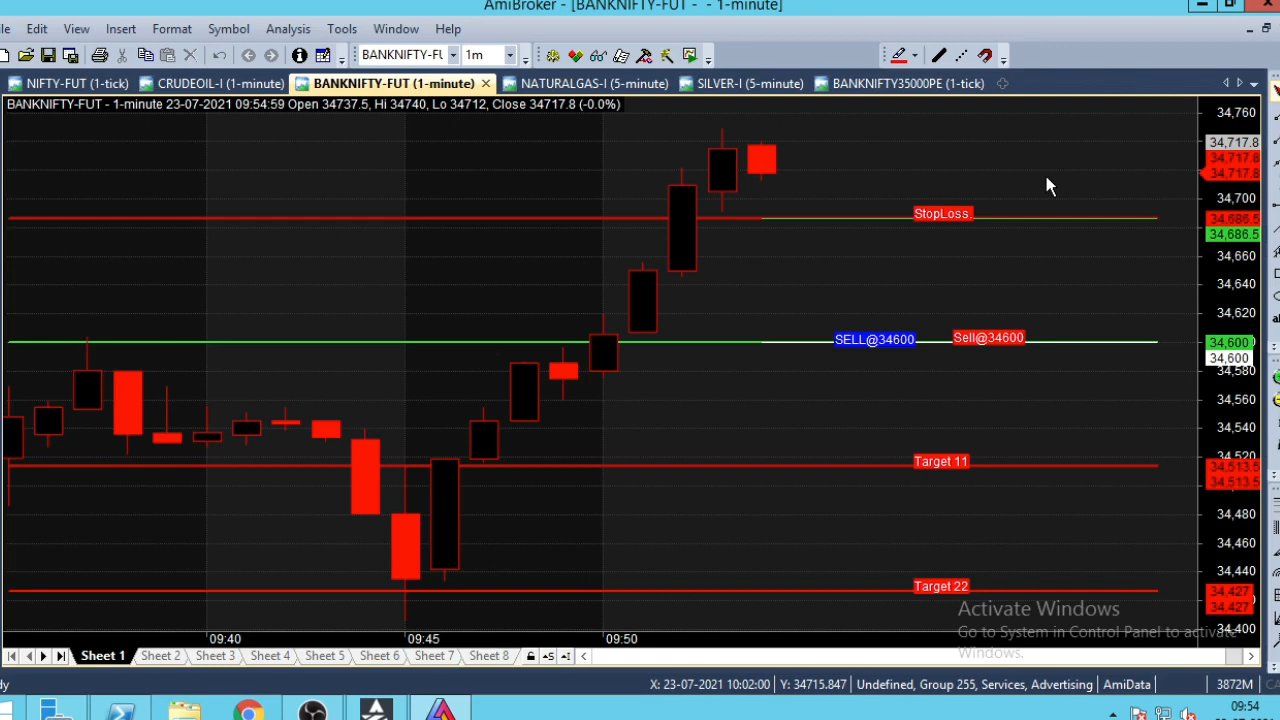 AmiBroker - [BANKNIFTY-FUT - - 1-minute]
Edit View Insert Format Symbol Analysis Tools Window Help
BANKNIFTY-FU 1m
NIFTY-FUT (1-tick) CRUDEOIL-I (1-minute) BANKNIFTY-FUT (1-minute) NATURALGAS-I (5-minute) SILVER-I (5-minute) BANKNIFTY35000PE (1-tick)
BANKNIFTY-FUT - 1-minute 23-07-2021 09:54:59 Open 34737.5, Hi 34740, Lo 34712, Close 34717.8 (-0.0%)
34,760
34,717.8
34,717.8
34,717.8
34,700
StopLoss
34,686.5
34,686.5
34,660
34,640
34,620
SELL@34600 Sell@34600
34,600
34,600
34,580
34,560
34,540
34,520
Target 11
34,513.5
34,513.5
34,480
34,460
34,440
Target 22
34,427
34,427
34,400
Activate Windows
Go to System in Control Panel to activate
Windows.
09:40 09:45 09:50
Sheet 1 Sheet 2 Sheet 3 Sheet 4 Sheet 5 Sheet 6 Sheet 7 Sheet 8
X: 23-07-2021 10:02:00 Y: 34715.847 Undefined, Group 255, Services, Advertising AmiData 3872M
09:54